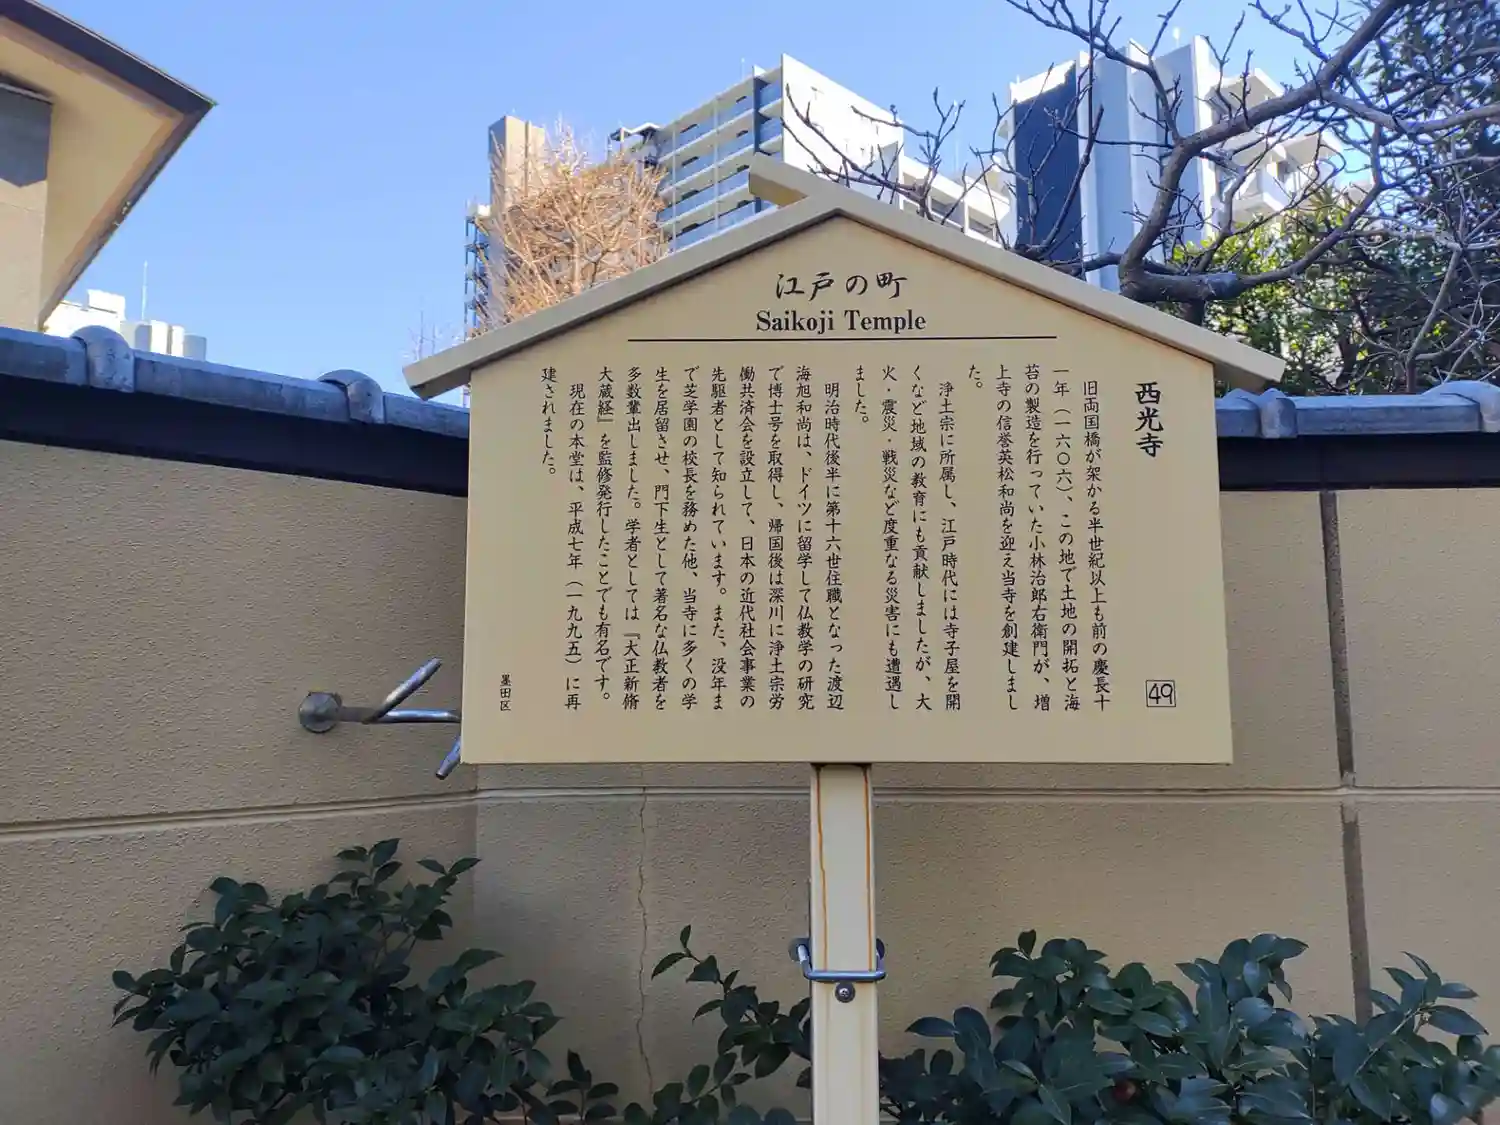 江戸の町
Saikoji Temple
西光寺
49
旧両国橋が架かる半世紀以上も前の慶長十
一年（一六〇六）、この地で土地の開拓と海
苔の製造を行っていた小林治郎右衛門が、増
上寺の信誉英松和尚を迎え当寺を創建しまし
た。
浄土宗に所属し、江戸時代には寺子屋を開
くなど地域の教育にも貢献しましたが、大
火・震災・戦災など度重なる災害にも遭遇し
ました。
明治時代後半に第十六世住職となった渡辺
海旭和尚は、ドイツに留学して仏教学の研究
で博士号を取得し、帰国後は深川に浄土宗労
働共済会を設立して、日本の近代社会事業の
先駆者として知られています。また、没年ま
で芝学園の校長を務めた他、当寺に多くの学
生を居留させ、門下生として著名な仏教者を
多数輩出しました。学者としては『大正新脩
大蔵経』を監修発行したことでも有名です。
現在の本堂は、平成七年（一九九五）に再
建されました。
墨田区